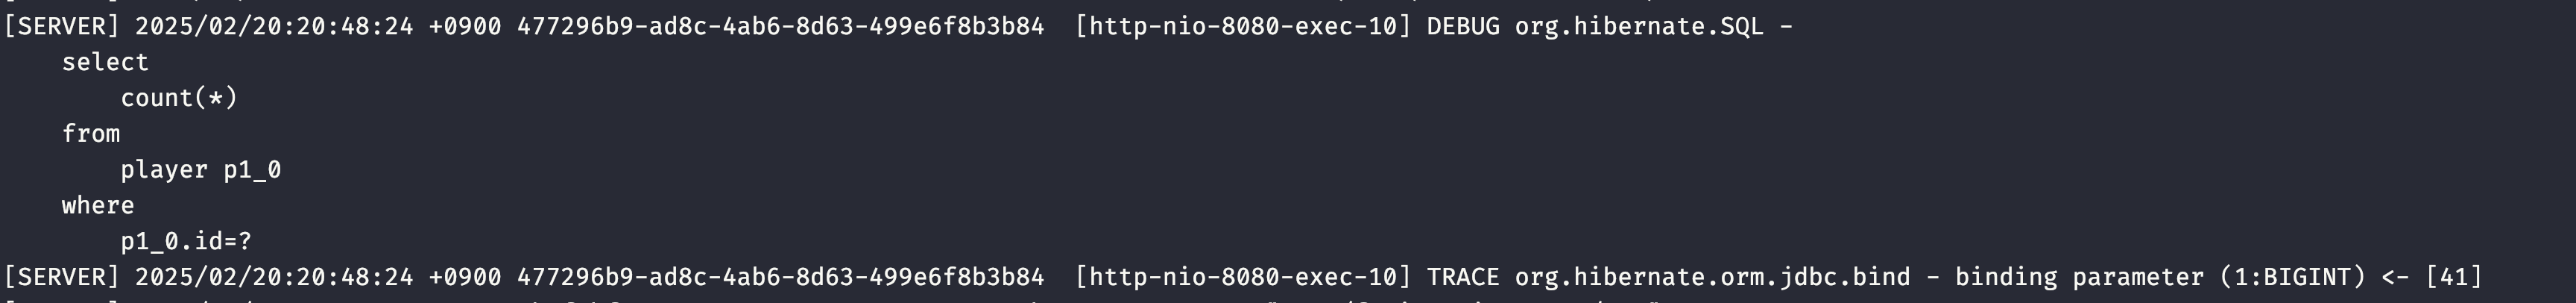 [SERVER] 2025/02/20:20:48:24 +0900 477296b9-ad8c-4ab6-8d63-499e6f8b3b84  [http-nio-8080-exec-10] DEBUG org.hibernate.SQL -
    select
        count(*)
    from
        player p1_0
    where
        p1_0.id=?
[SERVER] 2025/02/20:20:48:24 +0900 477296b9-ad8c-4ab6-8d63-499e6f8b3b84  [http-nio-8080-exec-10] TRACE org.hibernate.orm.jdbc.bind - binding parameter (1:BIGINT) <- [41]